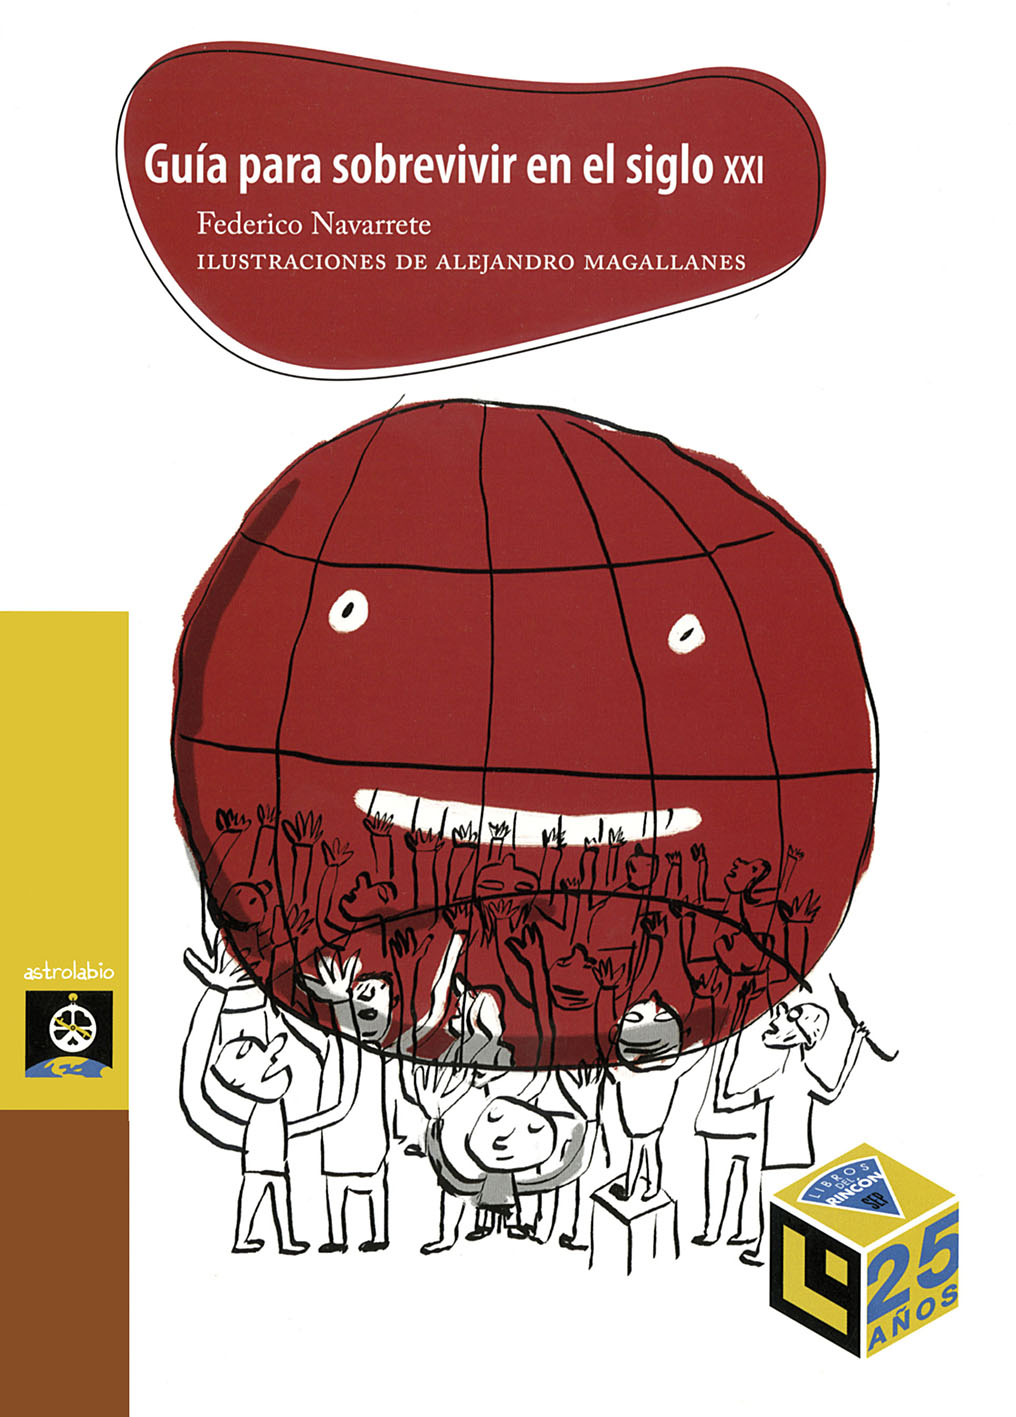 Guía para sobrevivir en el siglo XXI
Federico Navarrete
ILUSTRACIONES DE ALEJANDRO MAGALLANES
astrolabio
LIBROS
DEL
RINCÓN
SEP
25
AÑOS